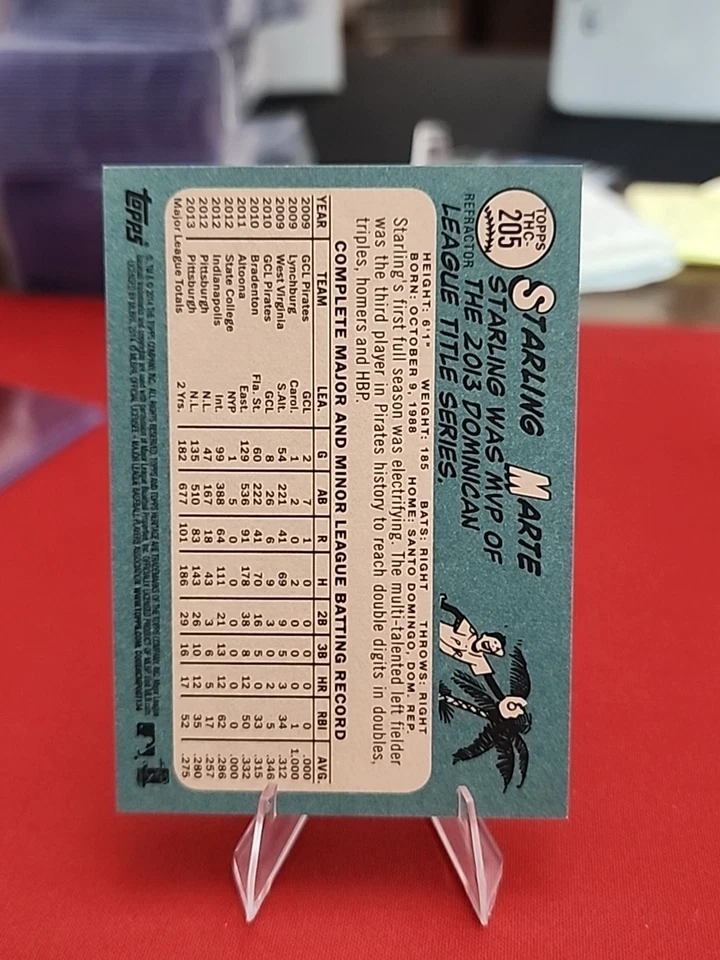 TOPPS
THC-
205
STARLING MARTE
STARLING WAS MVP OF
THE 2013 DOMINICAN
LEAGUE TITLE SERIES.
REFRACTOR
6
HEIGHT: 6'1" WEIGHT: 185 BATS: RIGHT THROWS: RIGHT
BORN: OCTOBER 9, 1988 HOME: SANTO DOMINGO, DOM. REP.
Starling's first full season was electrifying. The multi-talented left fielder
was the third player in Pirates history to reach double digits in doubles,
triples, homers and HBP.
COMPLETE MAJOR AND MINOR LEAGUE BATTING RECORD
YEAR TEAM LEA. G AB R H 2B 3B HR RBI AVG.
2009 GCL Pirates GCL 2 7 1 0 0 0 0 0 .000
2009 Lynchburg Carol. 1 2 0 2 0 0 0 1 1.000
2009 West Virginia S.Atl. 54 221 41 69 9 5 3 34 .312
2010 GCL Pirates GCL 8 26 6 9 3 0 2 5 .346
2010 Bradenton Fla. St. 60 222 41 70 16 5 0 33 .315
2011 Altoona East. 129 536 91 178 38 8 12 50 .332
2012 State College NYP 1 5 0 0 0 0 0 0 .000
2012 Indianapolis Int. 99 388 64 111 21 13 12 62 .286
2012 Pittsburgh N.L. 47 167 18 43 3 6 5 17 .257
2013 Pittsburgh N.L. 135 510 83 143 26 10 12 35 .280
Major League Totals 2 Yrs. 182 677 101 186 29 16 17 52 .275
Topps